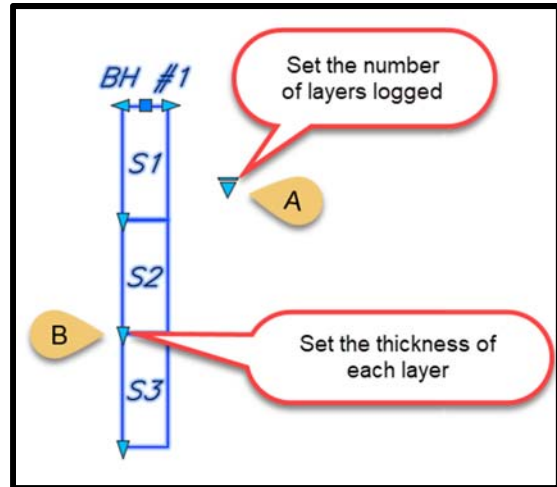 BH #1
Set the number
of layers logged
S1
A
S2
B
Set the thickness of
each layer
S3